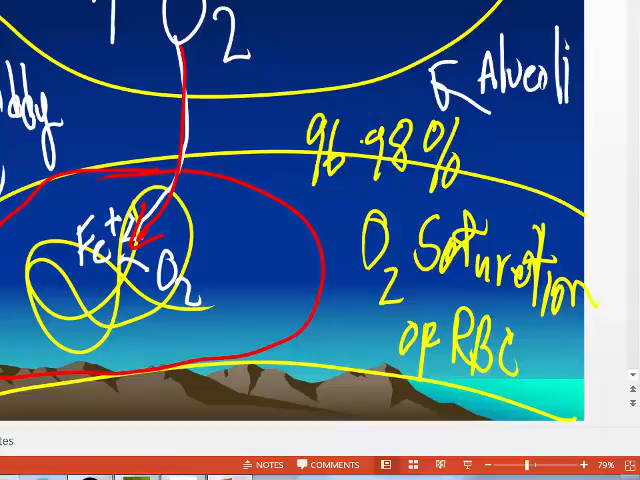 O2
Alveoli
96-98%
Fe+2
O2
O2 Saturation
OF RBC
NOTES
COMMENTS
79%